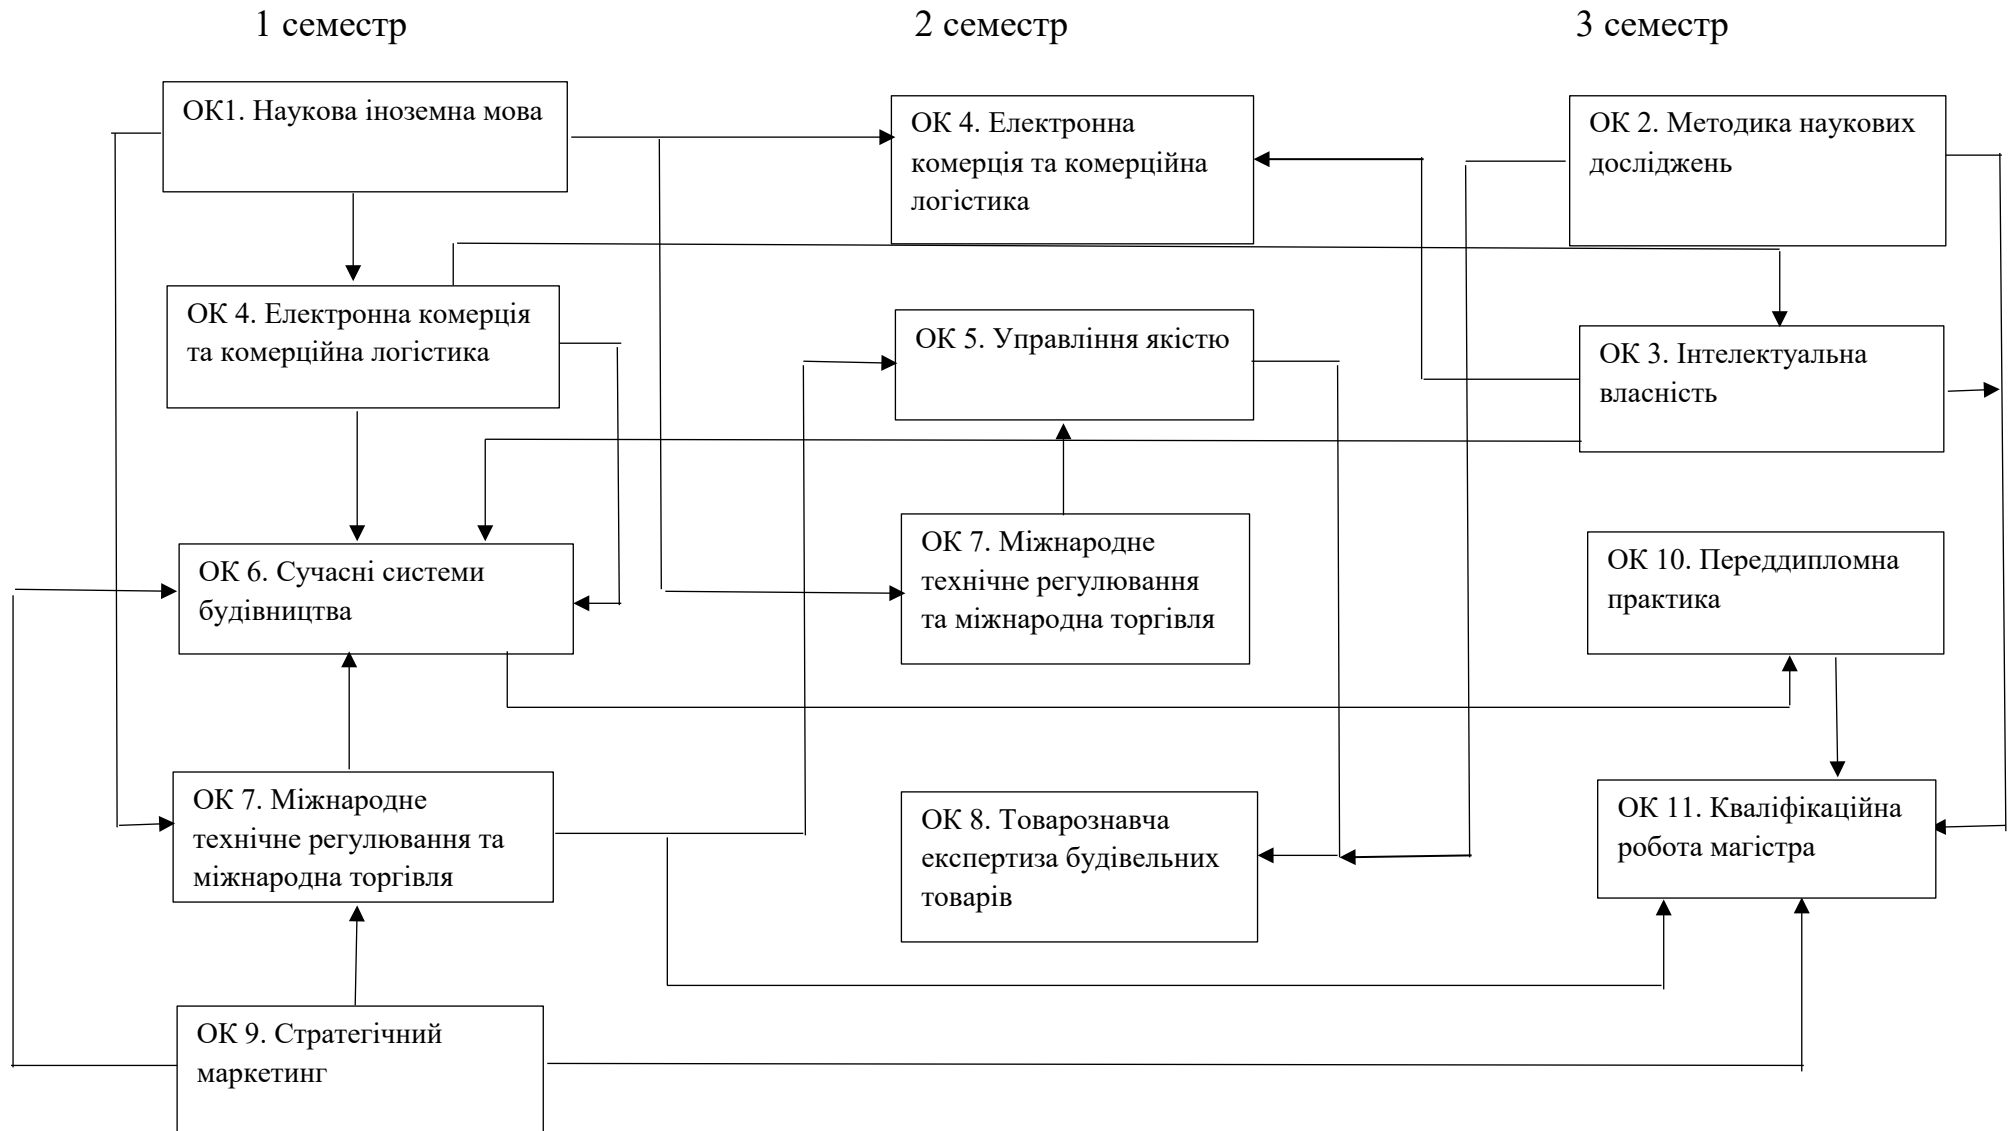 1 семестр
2 семестр
3 семестр
ОК1. Наукова іноземна мова
ОК 4. Електронна комерція
та комерційна логістика
ОК 6. Сучасні системи
будівництва
ОК 7. Міжнародне
технічне регулювання та
міжнародна торгівля
ОК 9. Стратегічний
маркетинг
ОК 4. Електронна
комерція та комерційна
логістика
ОК 5. Управління якістю
ОК 7. Міжнародне
технічне регулювання
та міжнародна торгівля
ОК 8. Товарознавча
експертиза будівельних
товарів
ОК 2. Методика наукових
досліджень
ОК 3. Інтелектуальна
власність
ОК 10. Переддипломна
практика
ОК 11. Кваліфікаційна
робота магістра